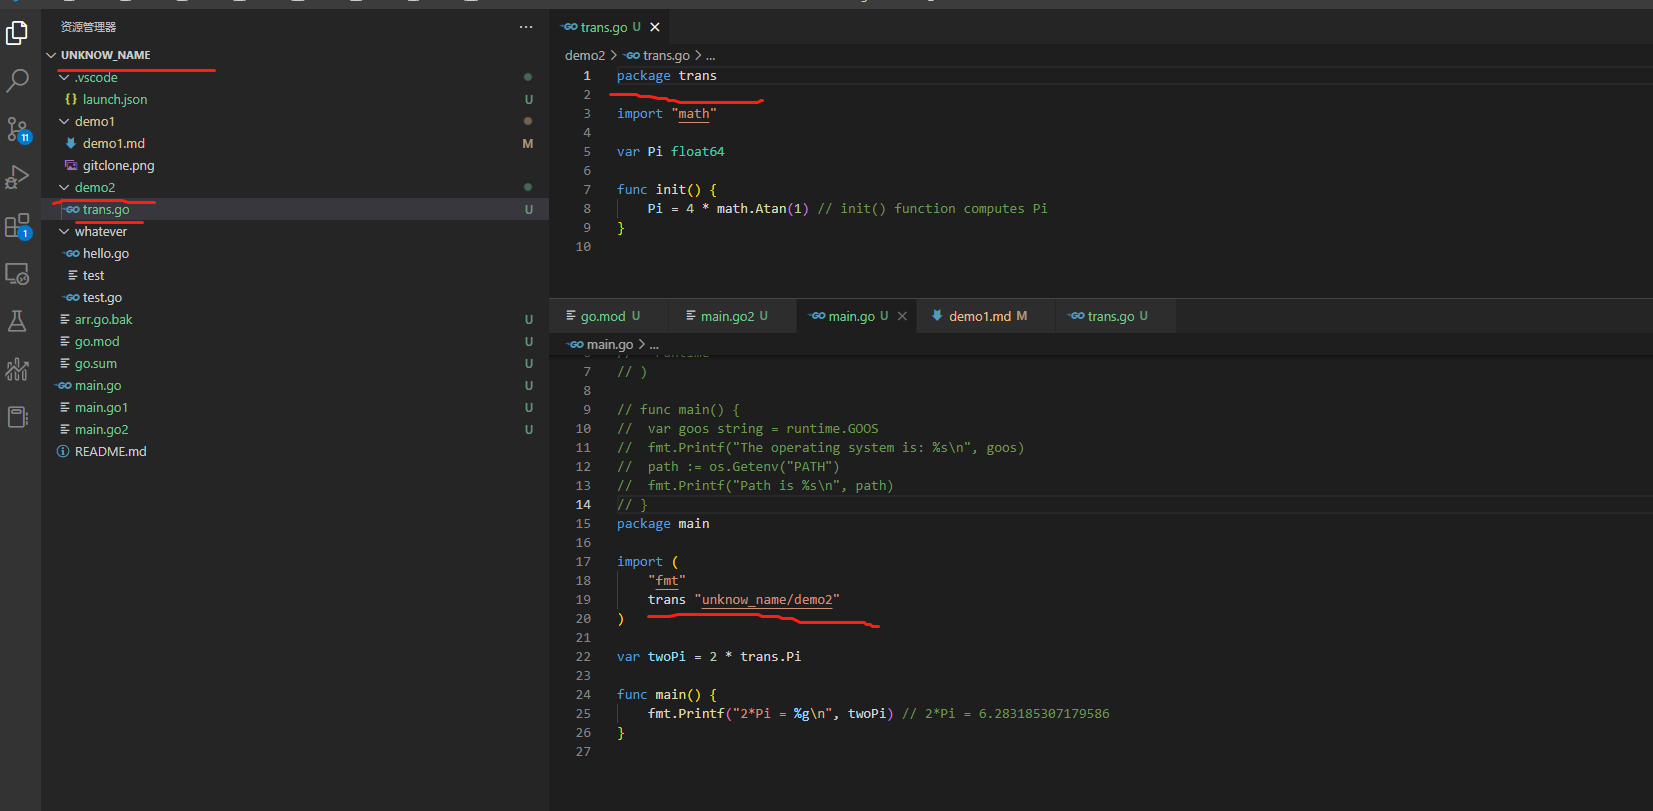 资源管理器
UNKNOW_NAME
.vscode
{} launch.json U
demo1
demo1.md M
gitclone.png
demo2
trans.go U
whatever
hello.go
test
test.go
arr.go.bak U
go.mod U
go.sum U
main.go U
main.go1 U
main.go2 U
README.md
11
1
GO trans.go U
demo2 > GO trans.go > ...
1 package trans
2
3 import "math"
4
5 var Pi float64
6
7 func init() {
8 Pi = 4 * math.Atan(1) // init() function computes Pi
9 }
10
go.mod U main.go2 U GO main.go U demo1.md M GO trans.go U
GO main.go > ...
7 // )
8
9 // func main() {
10 // var goos string = runtime.GOOS
11 // fmt.Printf("The operating system is: %s\n", goos)
12 // path := os.Getenv("PATH")
13 // fmt.Printf("Path is %s\n", path)
14 // }
15 package main
16
17 import (
18 "fmt"
19 trans "unknow_name/demo2"
20 )
21
22 var twoPi = 2 * trans.Pi
23
24 func main() {
25 fmt.Printf("2*Pi = %g\n", twoPi) // 2*Pi = 6.283185307179586
26 }
27